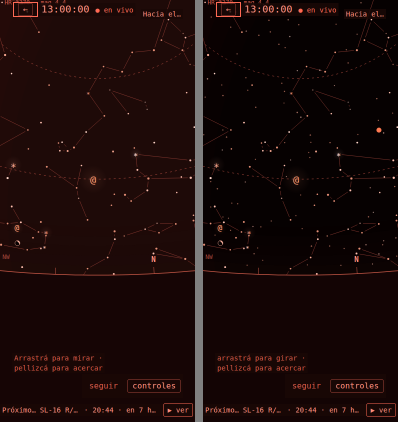 13:00:00 ● en vivo
Hacia el…
@
@
NW
N
Arrastrá para mirar ·
pellizcá para acercar
seguir
controles
Próximo… SL-16 R/… · 20:44 · en 7 h…
▶ ver
13:00:00 ● en vivo
Hacia el…
@
@
NW
N
arrastrá para girar ·
pellizcá para acercar
seguir
controles
Próximo… SL-16 R/… · 20:44 · en 7 h…
▶ ver